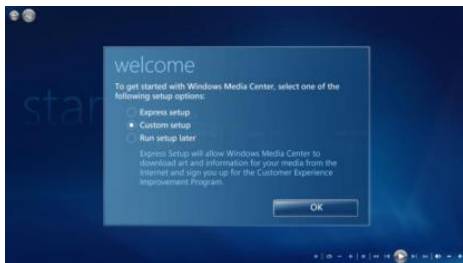 welcome
To get started with Windows Media Center, select one of the
following setup options:
star
Express setup
Custom setup
Run setup later
Express Setup will allow Windows Media Center to
download art and information for your media from the
Internet and sign you up for the Customer Experience
Improvement Program.
OK